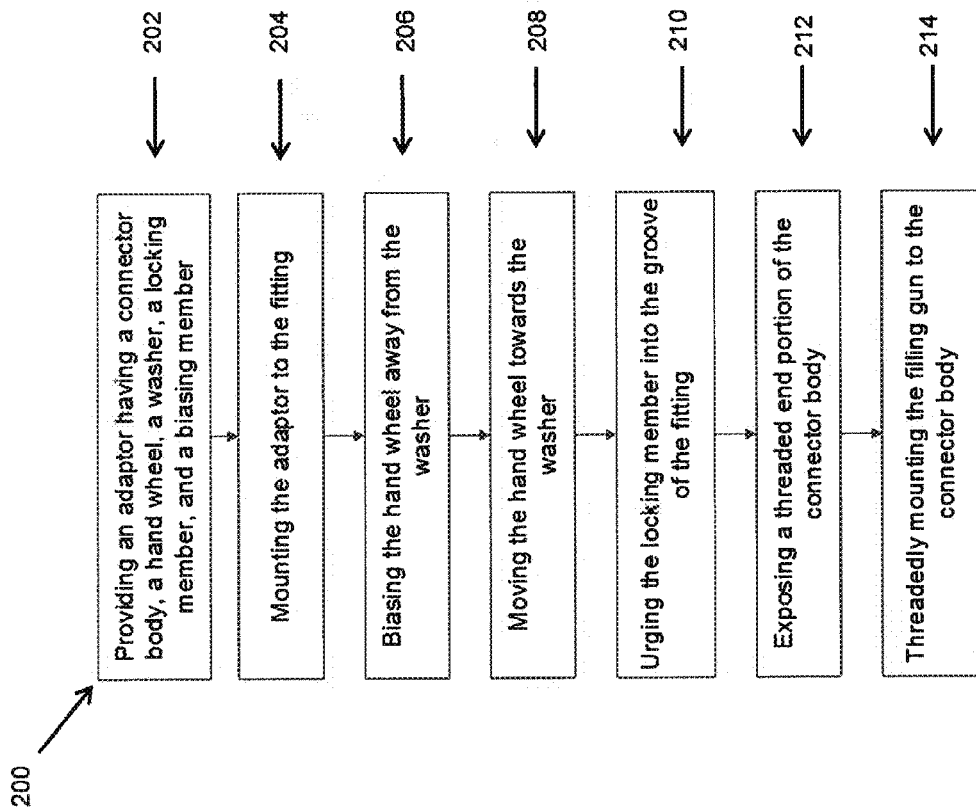 200
Providing an adaptor having a connector
body, a hand wheel, a washer, a locking
member, and a biasing member
202
Mounting the adaptor to the fitting
204
Biasing the hand wheel away from the
washer
206
Moving the hand wheel towards the
washer
208
Urging the locking member into the groove
of the fitting
210
Exposing a threaded end portion of the
connector body
212
Threadedly mounting the filling gun to the
connector body
214